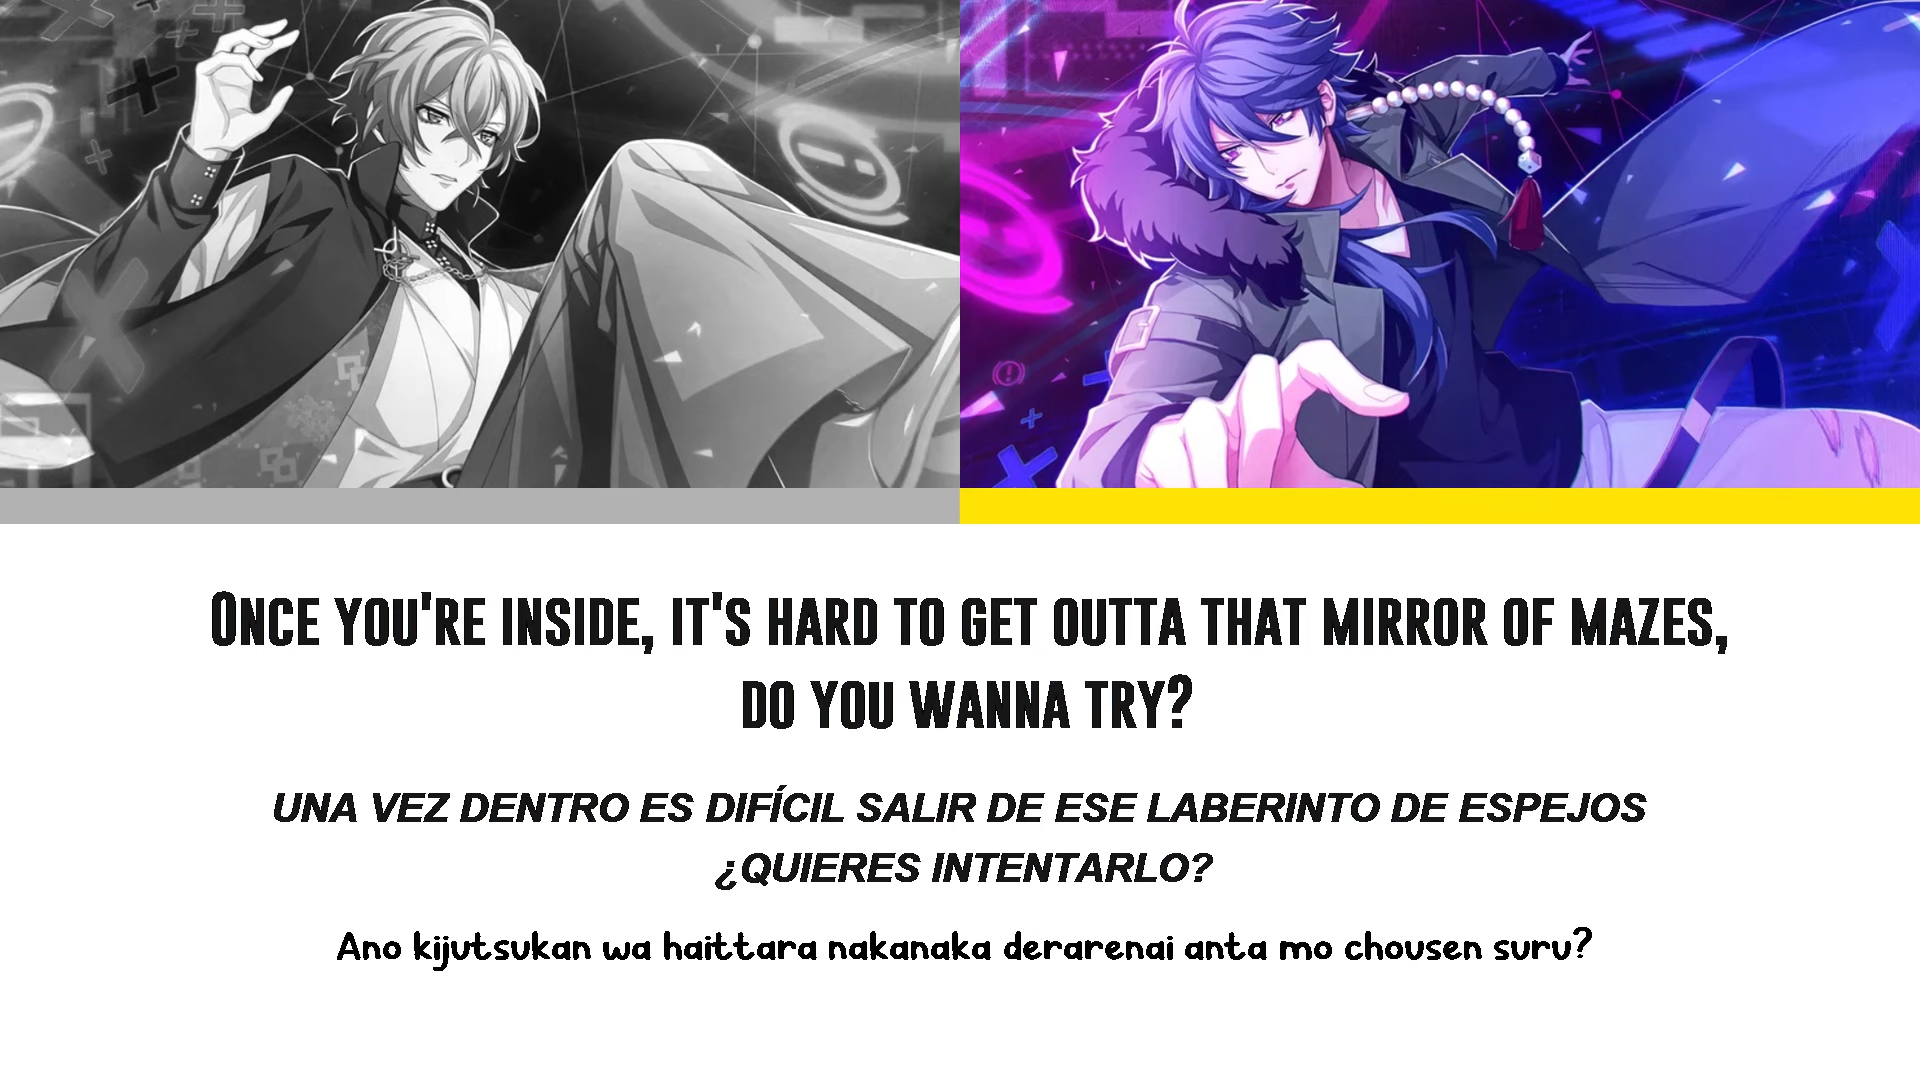 ONCE YOU'RE INSIDE, IT'S HARD TO GET OUTTA THAT MIRROR OF MAZES,
DO YOU WANNA TRY?
UNA VEZ DENTRO ES DIFÍCIL SALIR DE ESE LABERINTO DE ESPEJOS
¿QUIERES INTENTARLO?
Ano kijutsukan wa haittara nakanaka derarenai anta mo chousen suru?